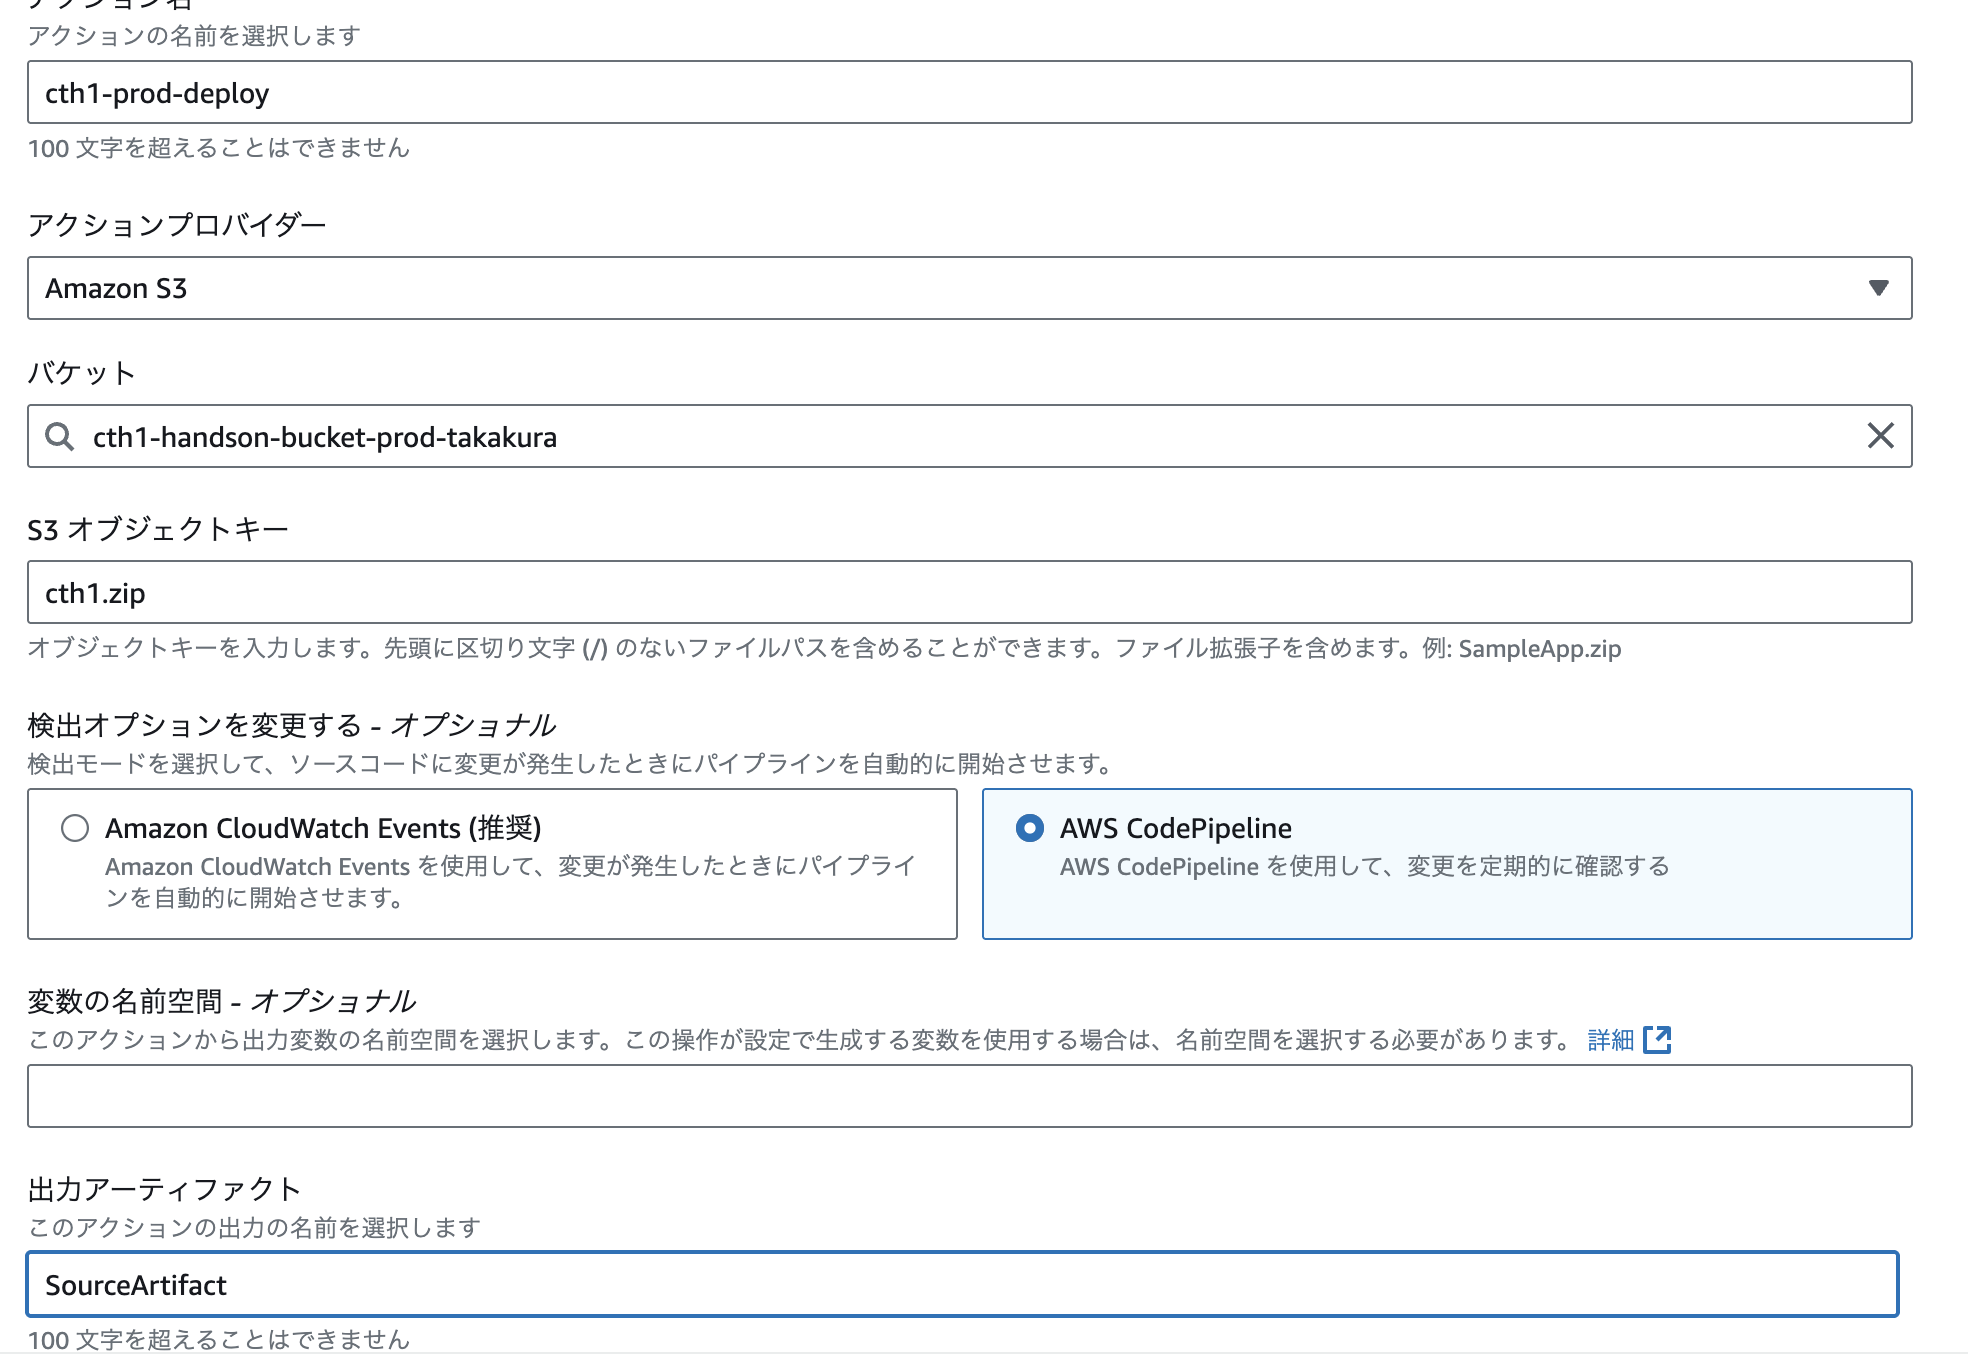 アクション名
アクションの名前を選択します
cth1-prod-deploy
100 文字を超えることはできません
アクションプロバイダー
Amazon S3
バケット
cth1-handson-bucket-prod-takakura
S3 オブジェクトキー
cth1.zip
オブジェクトキーを入力します。先頭に区切り文字 (/) のないファイルパスを含めることができます。ファイル拡張子を含めます。例: SampleApp.zip
検出オプションを変更する - オプショナル
検出モードを選択して、ソースコードに変更が発生したときにパイプラインを自動的に開始させます。
Amazon CloudWatch Events (推奨)
Amazon CloudWatch Events を使用して、変更が発生したときにパイプライ
ンを自動的に開始させます。
AWS CodePipeline
AWS CodePipeline を使用して、変更を定期的に確認する
変数の名前空間 - オプショナル
このアクションから出力変数の名前空間を選択します。この操作が設定で生成する変数を使用する場合は、名前空間を選択する必要があります。 詳細
出力アーティファクト
このアクションの出力の名前を選択します
SourceArtifact
100 文字を超えることはできません